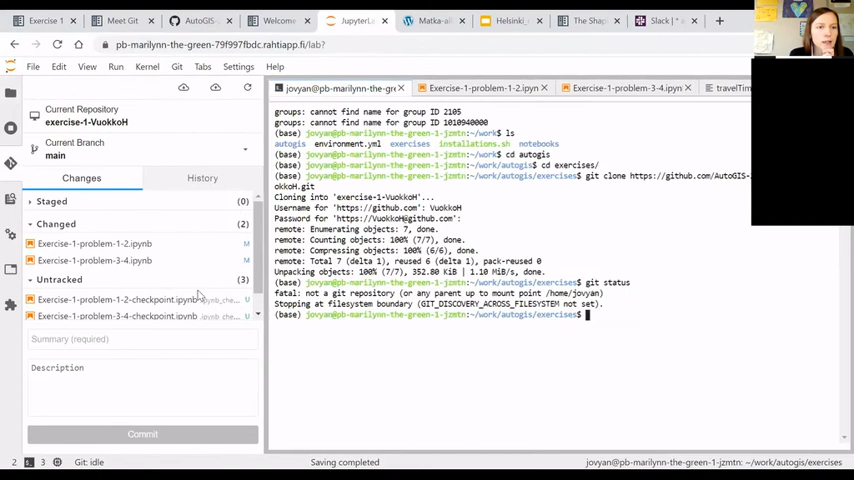 Exercise 1
Meet Git
AutoGIS
Welcome
JupyterLa
Matka-ai
Helsinki_
The Shap
Slack | *
pb-marilynn-the-green-79f997fbdc.rahtiapp.fi/lab?
File Edit View Run Kernel Git Tabs Settings
Current Repository
exercise-1-VuokkoH
Current Branch
main
Changes History
Staged (0)
Changed (2)
Exercise-1-problem-1-2.ipynb M
Exercise-1-problem-3-4.ipynb M
Untracked (3)
Exercise-1-problem-1-2-checkpoint.ipynb U
Exercise-1-problem-3-4-checkpoint.ipynb .ipynb_che... U
Summary (required)
Description
Commit
jovyan@pb-marilynn-the-gre
Exercise-1-problem-1-2.ipyn
Exercise-1-problem-3-4.ipyn
travelTim
groups: cannot find name for group ID 2105
groups: cannot find name for group ID 1010940000
(base) jovyan@pb-marilynn-the-green-1-jzmtn:~/work$ ls
autogis environment.yml exercises installations.sh notebooks
(base) jovyan@pb-marilynn-the-green-1-jzmtn:~/work$ cd autogis
(base) jovyan@pb-marilynn-the-green-1-jzmtn:~/work/autogis$ cd exercises/
(base) jovyan@pb-marilynn-the-green-1-jzmtn:~/work/autogis/exercises$ git clone https://github.com/AutoGIS-
okkoH.git
Cloning into 'exercise-1-VuokkoH'...
Username for 'https://github.com': VuokkoH
Password for 'https://VuokkoH@github.com':
remote: Enumerating objects: 7, done.
remote: Counting objects: 100% (7/7), done.
remote: Compressing objects: 100% (6/6), done.
remote: Total 7 (delta 1), reused 6 (delta 1), pack-reused 0
Unpacking objects: 100% (7/7), 352.80 KiB | 1.10 MiB/s, done.
(base) jovyan@pb-marilynn-the-green-1-jzmtn:~/work/autogis/exercises$ git status
fatal: not a git repository (or any parent up to mount point /home/jovyan)
Stopping at filesystem boundary (GIT_DISCOVERY_ACROSS_FILESYSTEM not set).
(base) jovyan@pb-marilynn-the-green-1-jzmtn:~/work/autogis/exercises$
2 3 Git: idle Saving completed jovyan@pb-marilynn-the-green-1-jzmtn: ~/work/autogis/exercises